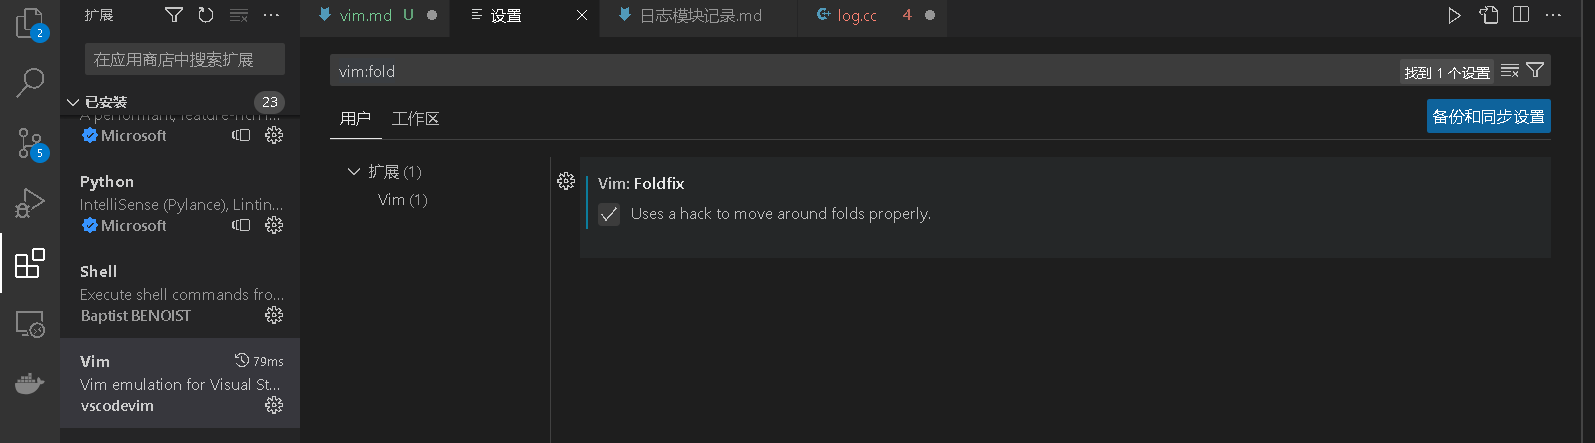 扩展
在应用商店中搜索扩展
已安装 23
A performant, feature-rich l...
Microsoft
Python
IntelliSense (Pylance), Lintin...
Microsoft
Shell
Execute shell commands fro...
Baptist BENOIST
Vim 79ms
Vim emulation for Visual St...
vscodevim
2
5
vim.md U
设置
日志模块记录.md
log.cc 4
vim:fold
找到 1 个设置
用户 工作区
备份和同步设置
扩展 (1)
Vim (1)
Vim: Foldfix
Uses a hack to move around folds properly.